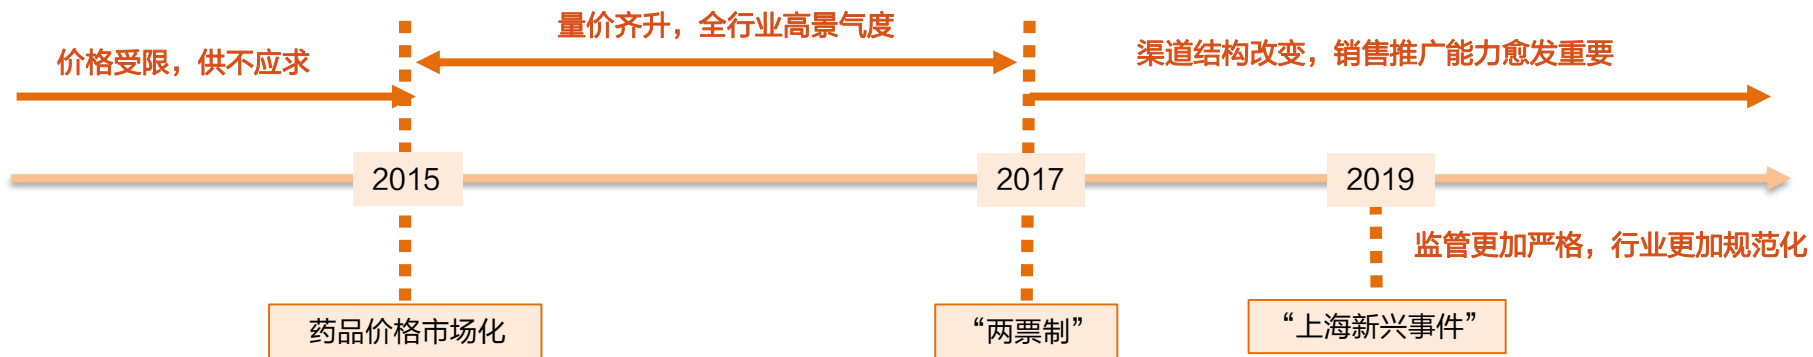 量价齐升，全行业高景气度
价格受限，供不应求
渠道结构改变，销售推广能力愈发重要
2015
2017
2019
监管更加严格，行业更加规范化
药品价格市场化
“两票制”
“上海新兴事件”